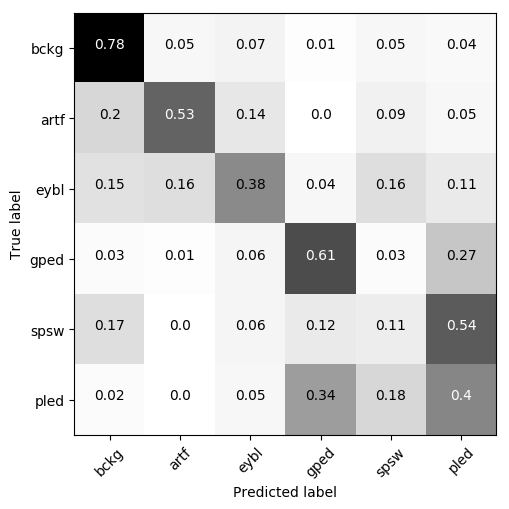 True label
bckg 0.78 0.05 0.07 0.01 0.05 0.04
artf 0.2 0.53 0.14 0.0 0.09 0.05
eybl 0.15 0.16 0.38 0.04 0.16 0.11
gped 0.03 0.01 0.06 0.61 0.03 0.27
spsw 0.17 0.0 0.06 0.12 0.11 0.54
pled 0.02 0.0 0.05 0.34 0.18 0.4
bckg artf eybl gped spsw pled
Predicted label